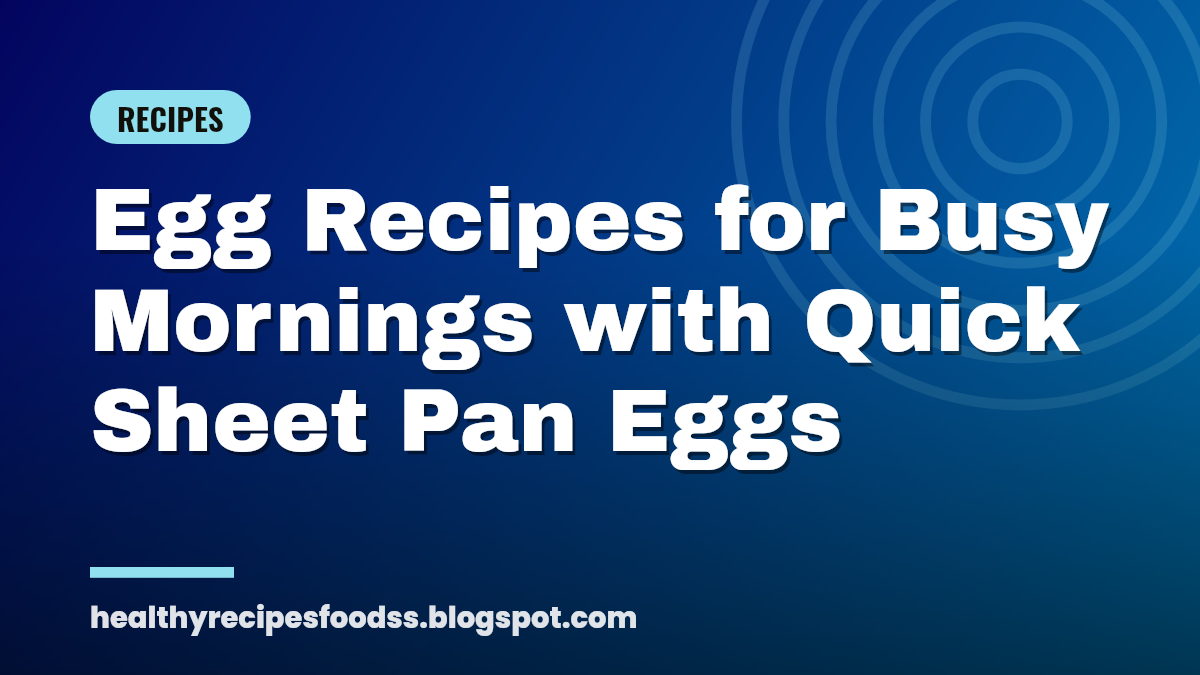 RECIPES
Egg Recipes for Busy
Mornings with Quick
Sheet Pan Eggs
healthyrecipesfoodss.blogspot.com